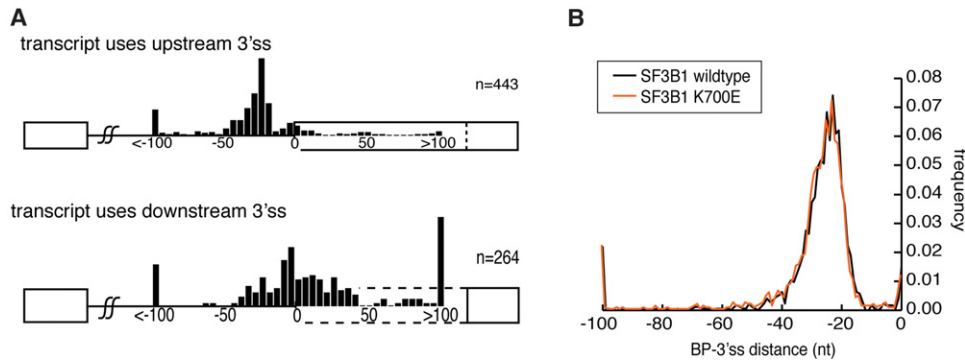 A
transcript uses upstream 3'ss
n=443
<-100 -50 0 50 >100
transcript uses downstream 3'ss
n=264
<-100 -50 0 50 >100
B
SF3B1 wildtype
SF3B1 K700E
0.08
0.07
0.06
0.05
0.04
0.03
0.02
0.01
0.00
frequency
-100 -80 -60 -40 -20 0
BP-3'ss distance (nt)